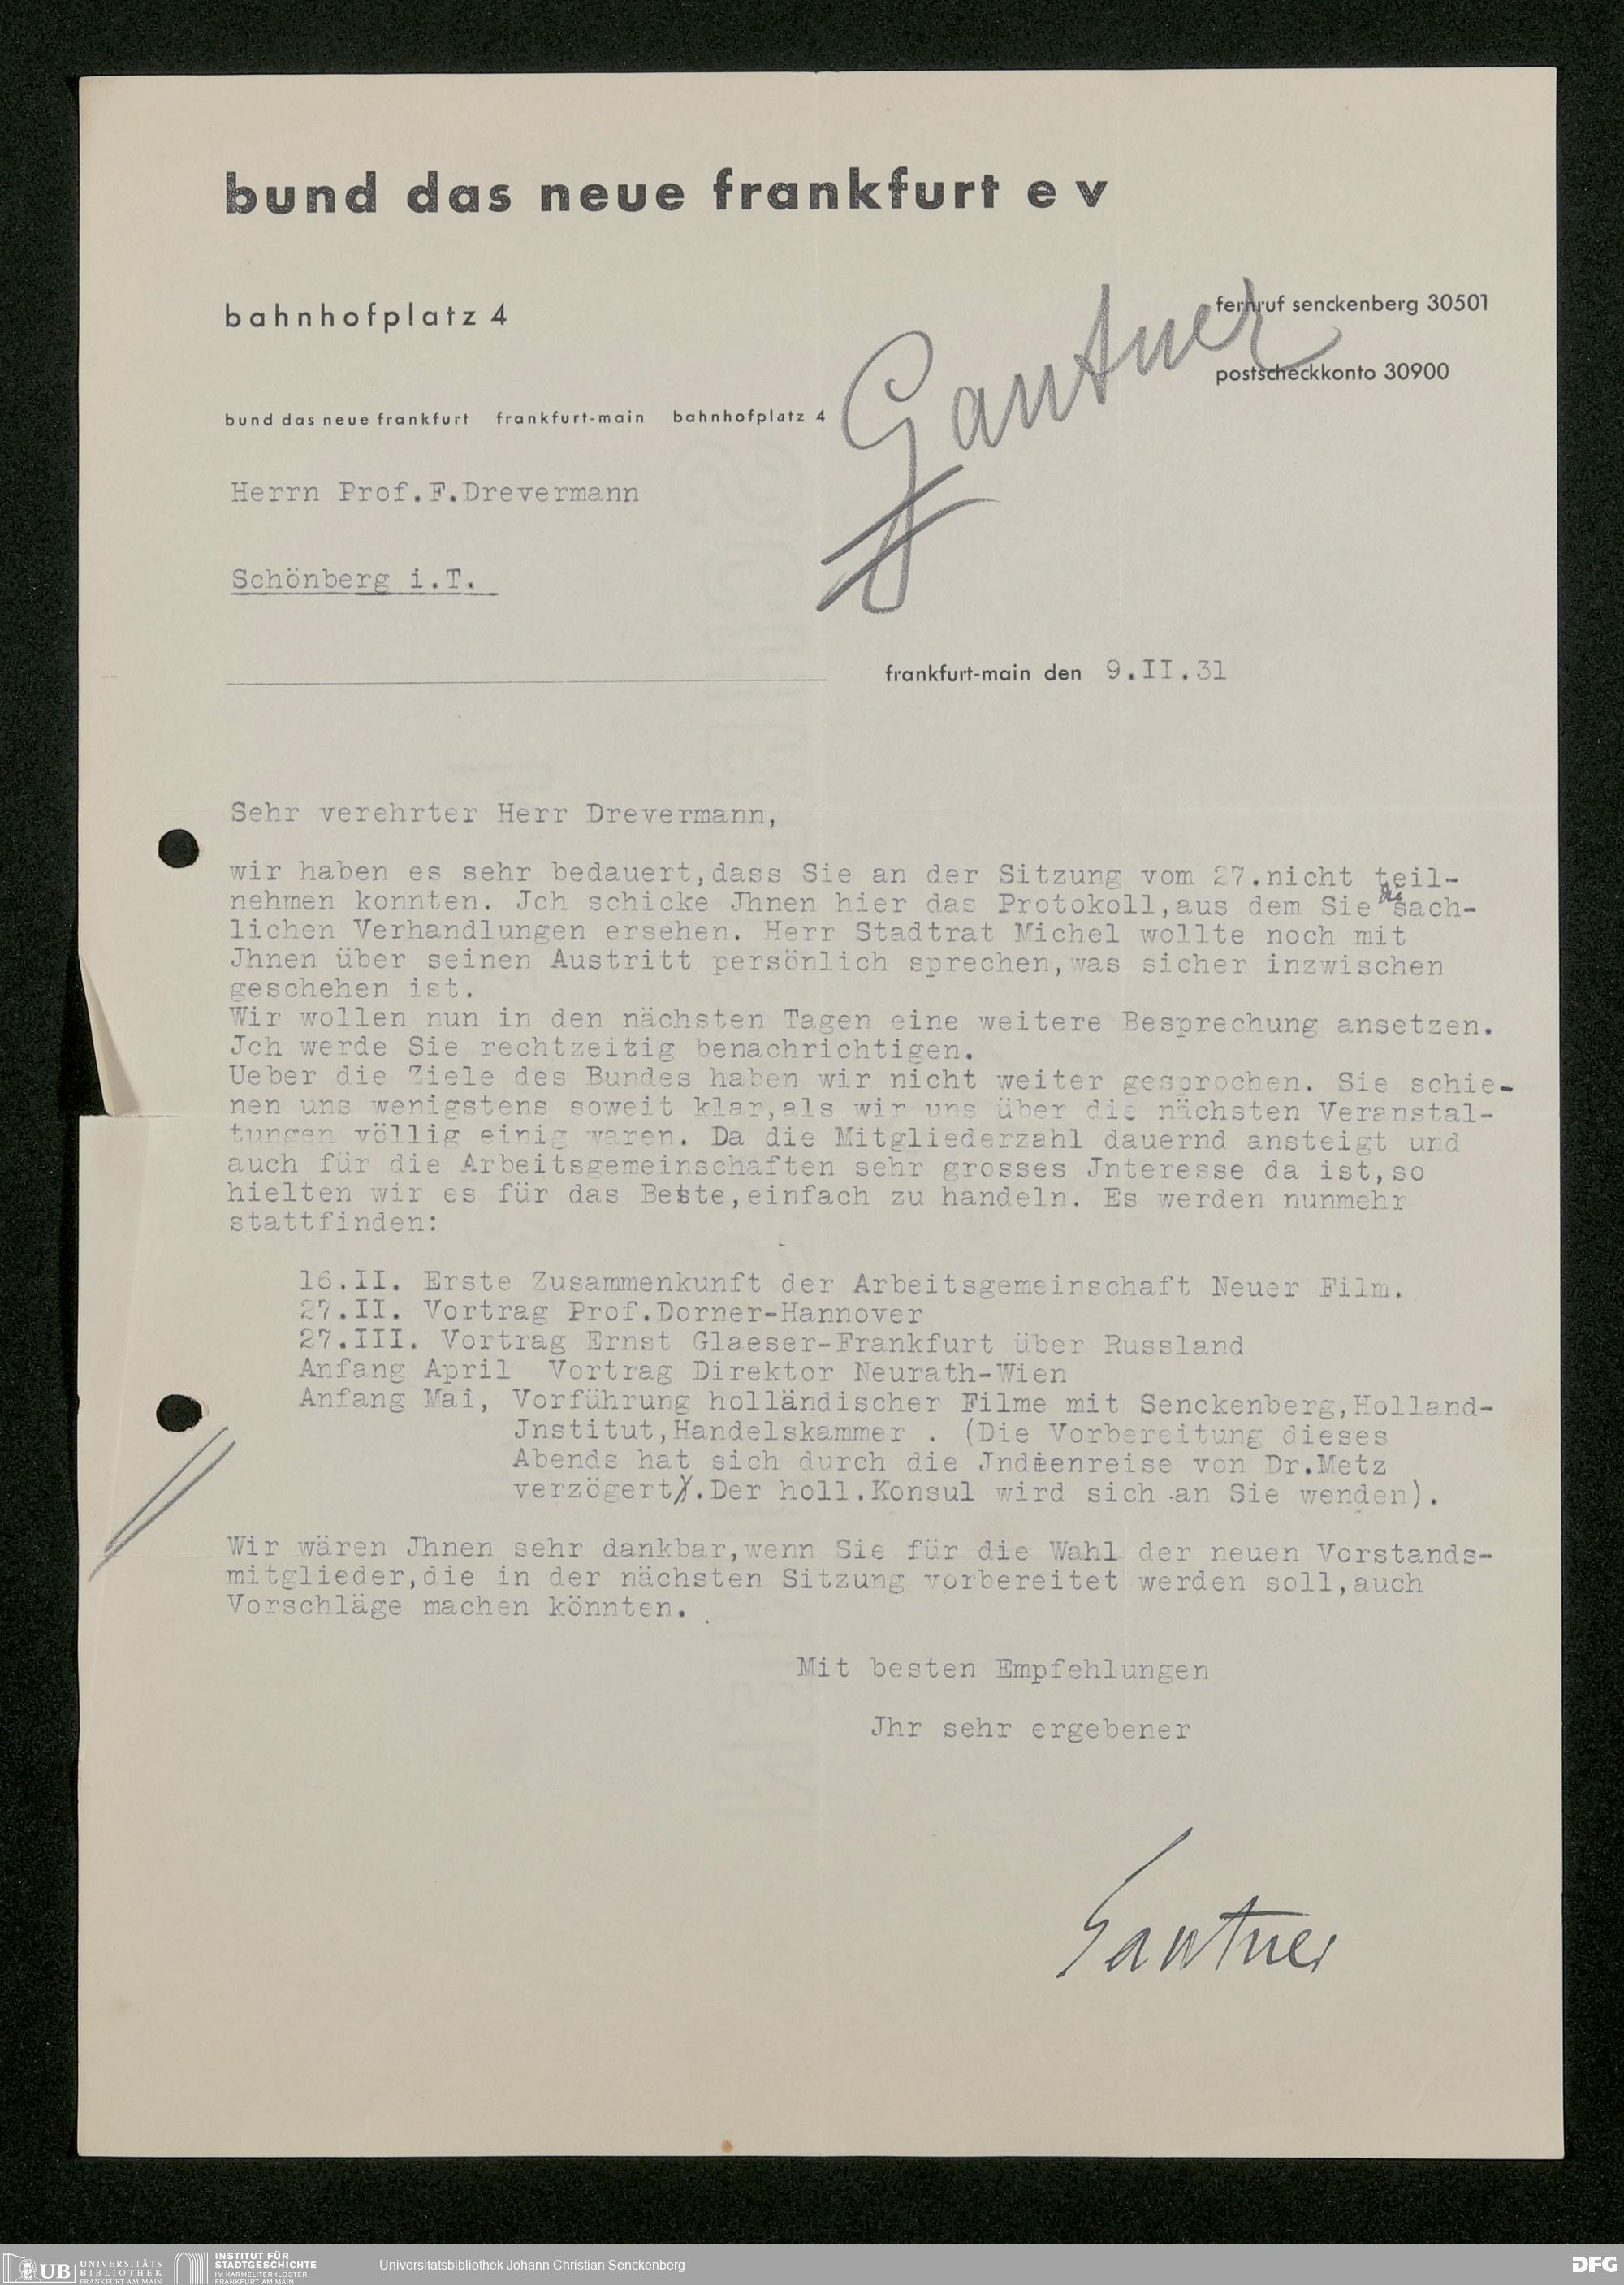 bund das neue frankfurt e v
bahnhofplatz 4
fernruf senckenberg 30501
postscheckkonto 30900
Gantner
bund das neue frankfurt frankfurt-main bahnhofplatz 4
Herrn Prof.F.Drevermann
Schönberg i.T.
frankfurt-main den 9.II.31
Sehr verehrter Herr Drevermann,
wir haben es sehr bedauert,dass Sie an der Sitzung vom 27.nicht teil-
nehmen konnten. Jch schicke Jhnen hier das Protokoll,aus dem Sie die sach-
lichen Verhandlungen ersehen. Herr Stadtrat Michel wollte noch mit
Jhnen über seinen Austritt persönlich sprechen,was sicher inzwischen
geschehen ist.
Wir wollen nun in den nächsten Tagen eine weitere Besprechung ansetzen.
Jch werde Sie rechtzeitig benachrichtigen.
Ueber die Ziele des Bundes haben wir nicht weiter gesprochen. Sie schie-
nen uns wenigstens soweit klar,als wir uns über die nächsten Veranstal-
tungen völlig einig waren. Da die Mitgliederzahl dauernd ansteigt und
auch für die Arbeitsgemeinschaften sehr grosses Jnteresse da ist,so
hielten wir es für das Beste,einfach zu handeln. Es werden nunmehr
stattfinden:
16.II. Erste Zusammenkunft der Arbeitsgemeinschaft Neuer Film.
27.II. Vortrag Prof.Dorner-Hannover
27.III. Vortrag Ernst Glaeser-Frankfurt über Russland
Anfang April Vortrag Direktor Neurath-Wien
Anfang Mai, Vorführung holländischer Filme mit Senckenberg,Holland-
Jnstitut,Handelskammer . (Die Vorbereitung dieses
Abends hat sich durch die Jndienreise von Dr.Metz
verzögert.Der holl.Konsul wird sich an Sie wenden).
Wir wären Jhnen sehr dankbar,wenn Sie für die Wahl der neuen Vorstands-
mitglieder,die in der nächsten Sitzung vorbereitet werden soll,auch
Vorschläge machen könnten.
Mit besten Empfehlungen
Jhr sehr ergebener
Gantner
UB UNIVERSITÄTS
BIBLIOTHEK
FRANKFURT AM MAIN
INSTITUT FÜR
STADTGESCHICHTE
IM KARMELITERKLOSTER
FRANKFURT AM MAIN
Universitätsbibliothek Johann Christian Senckenberg
DFG